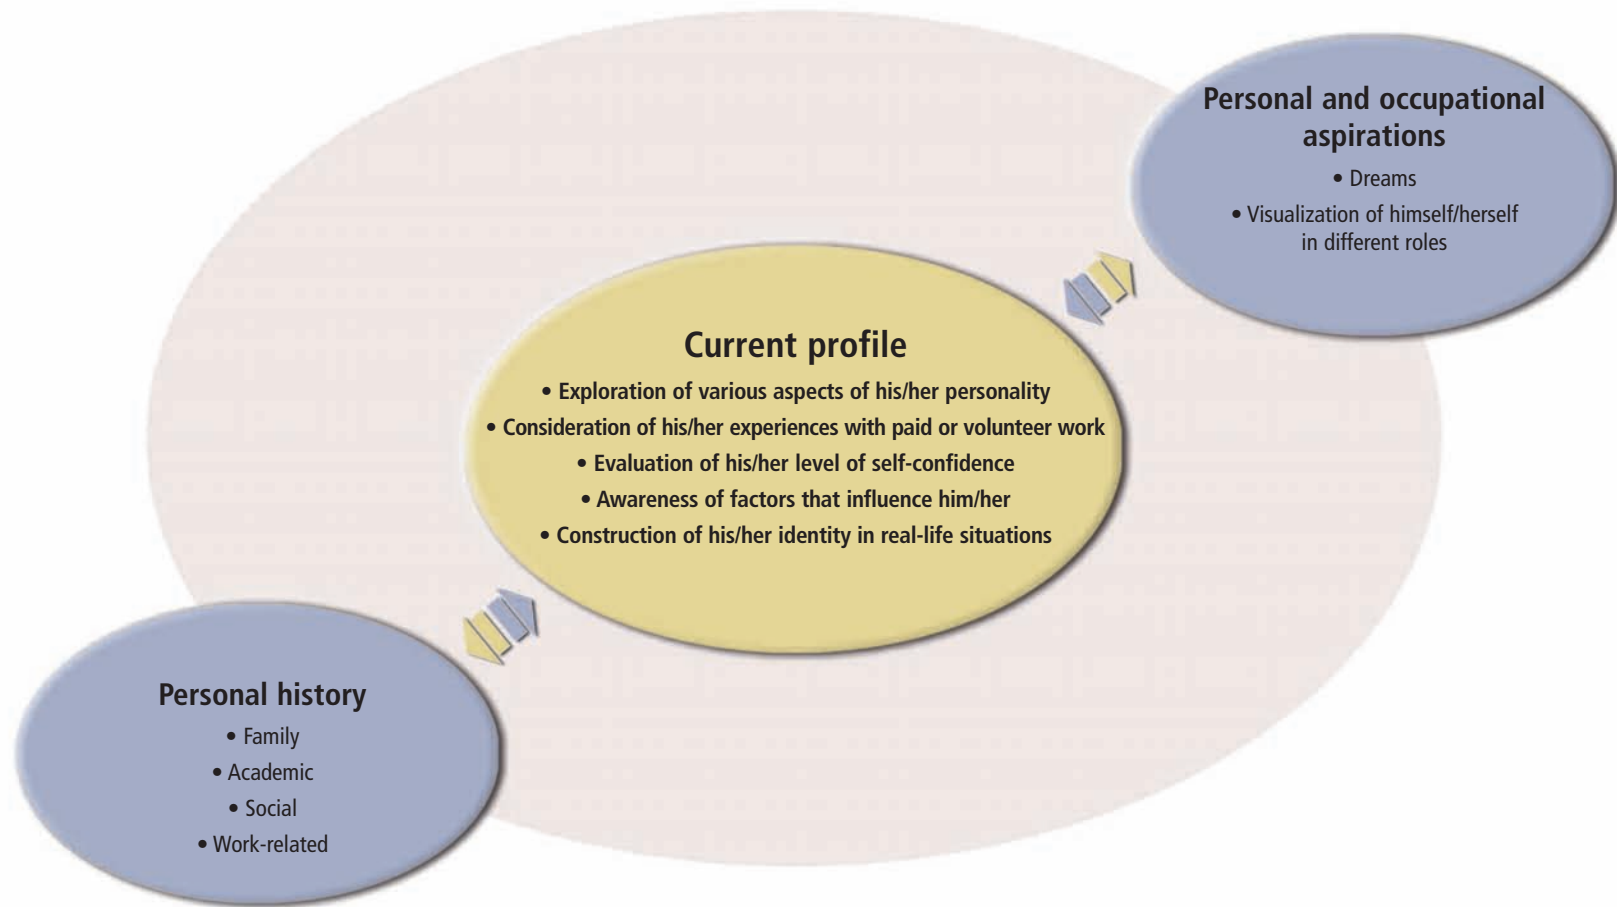 Personal and occupational
aspirations
• Dreams
• Visualization of himself/herself
in different roles
Current profile
• Exploration of various aspects of his/her personality
• Consideration of his/her experiences with paid or volunteer work
• Evaluation of his/her level of self-confidence
• Awareness of factors that influence him/her
• Construction of his/her identity in real-life situations
Personal history
• Family
• Academic
• Social
• Work-related